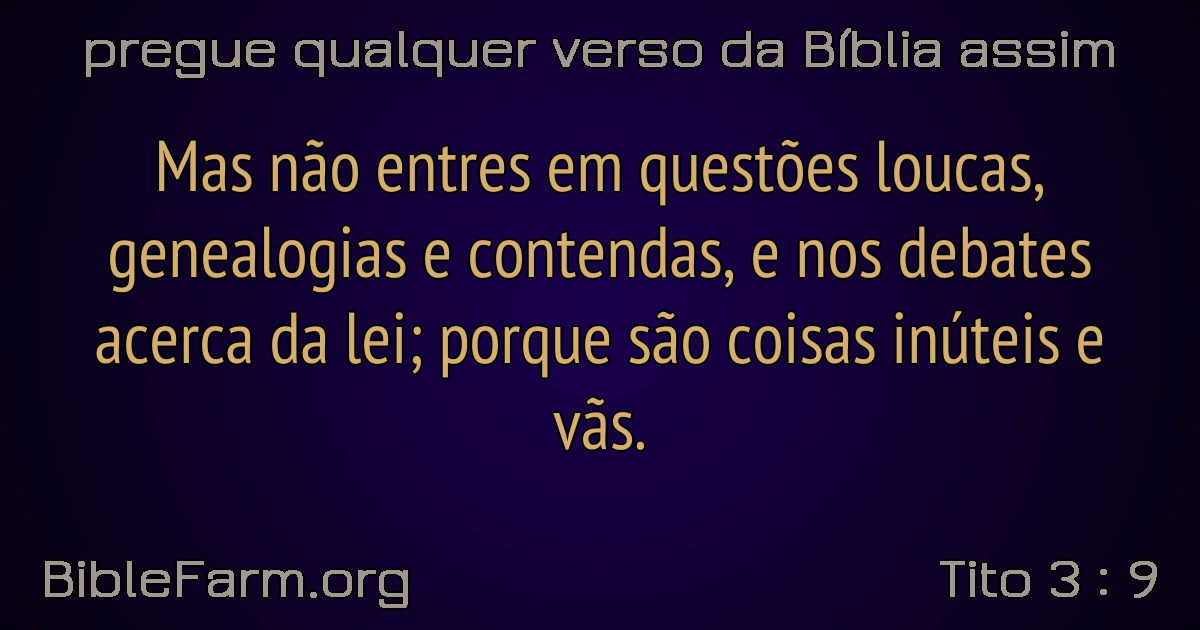 pregue qualquer verso da Bíblia assim
Mas não entres em questões loucas,
genealogias e contendas, e nos debates
acerca da lei; porque são coisas inúteis e
vãs.
BibleFarm.org
Tito 3 : 9